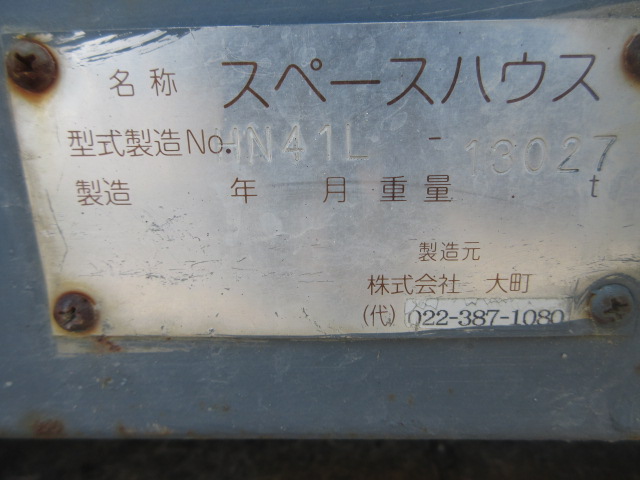 名称 スペースハウス
型式製造No. HN41L - 13027
製造 年 月 重量 t
製造元
株式会社 大町
(代) 022-387-1080